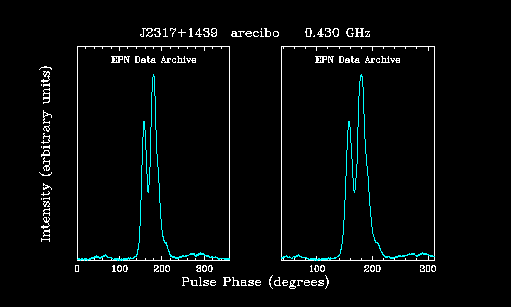 J2317+1439 arecibo 0.430 GHz
EPN Data Archive
EPN Data Archive
Intensity (arbitrary units)
0 100 200 300
100 200 300
Pulse Phase (degrees)